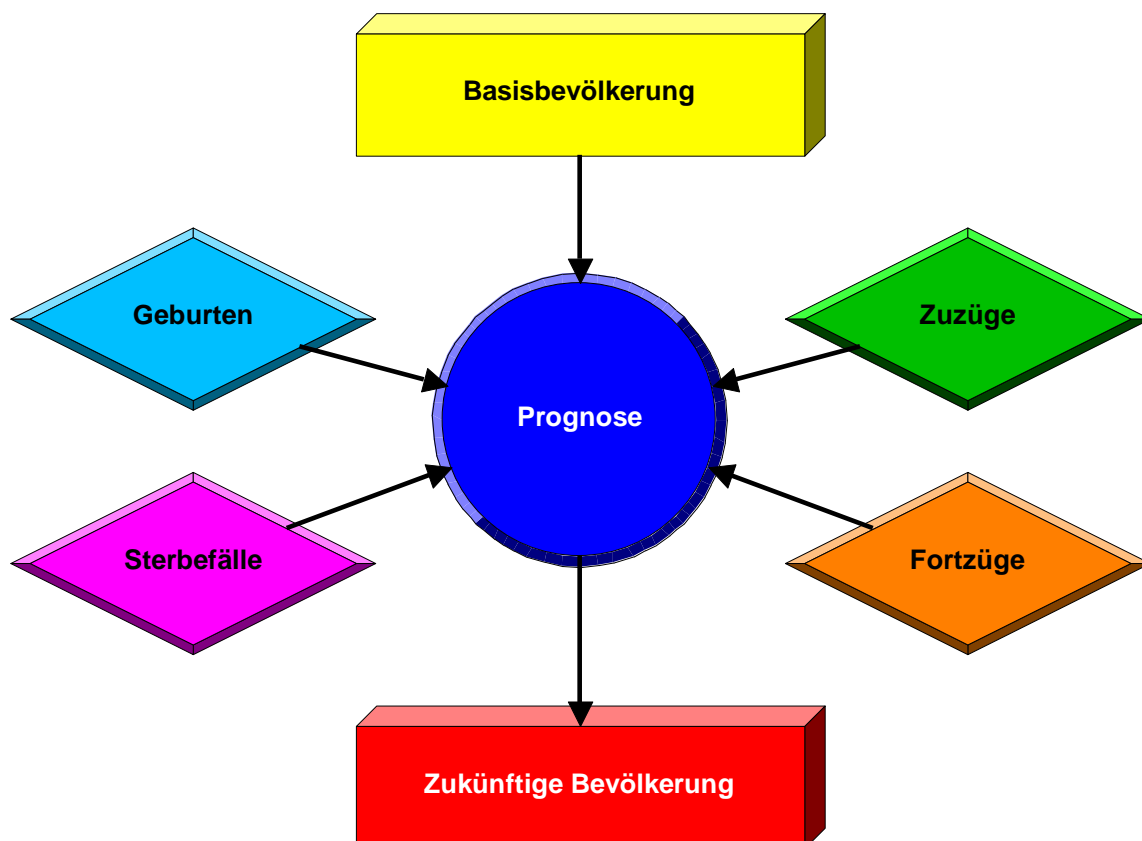 Basisbevölkerung
Geburten
Zuzüge
Prognose
Sterbefälle
Fortzüge
Zukünftige Bevölkerung